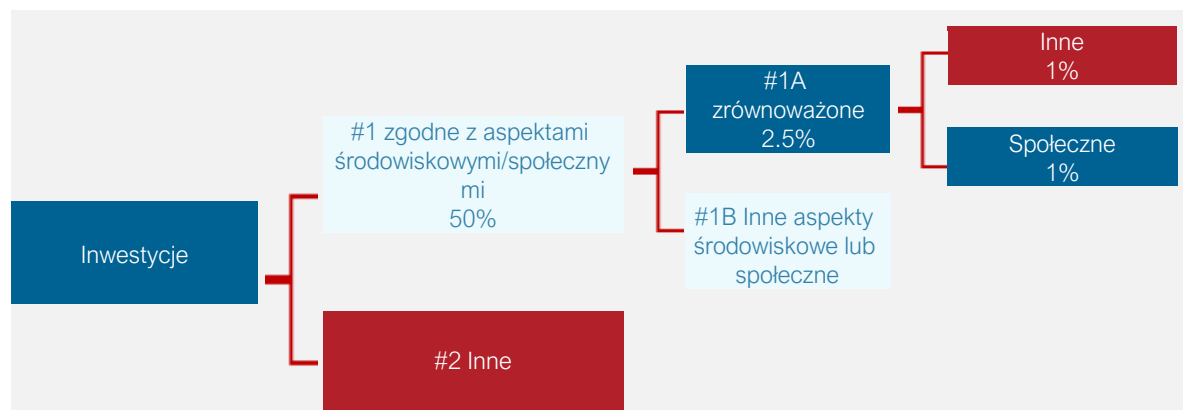 Inwestycje
#1 zgodne z aspektami
środowiskowymi/społeczny
mi
50%
#2 Inne
#1A
zrównoważone
2.5%
#1B Inne aspekty
środowiskowe lub
społeczne
Inne
1%
Społeczne
1%